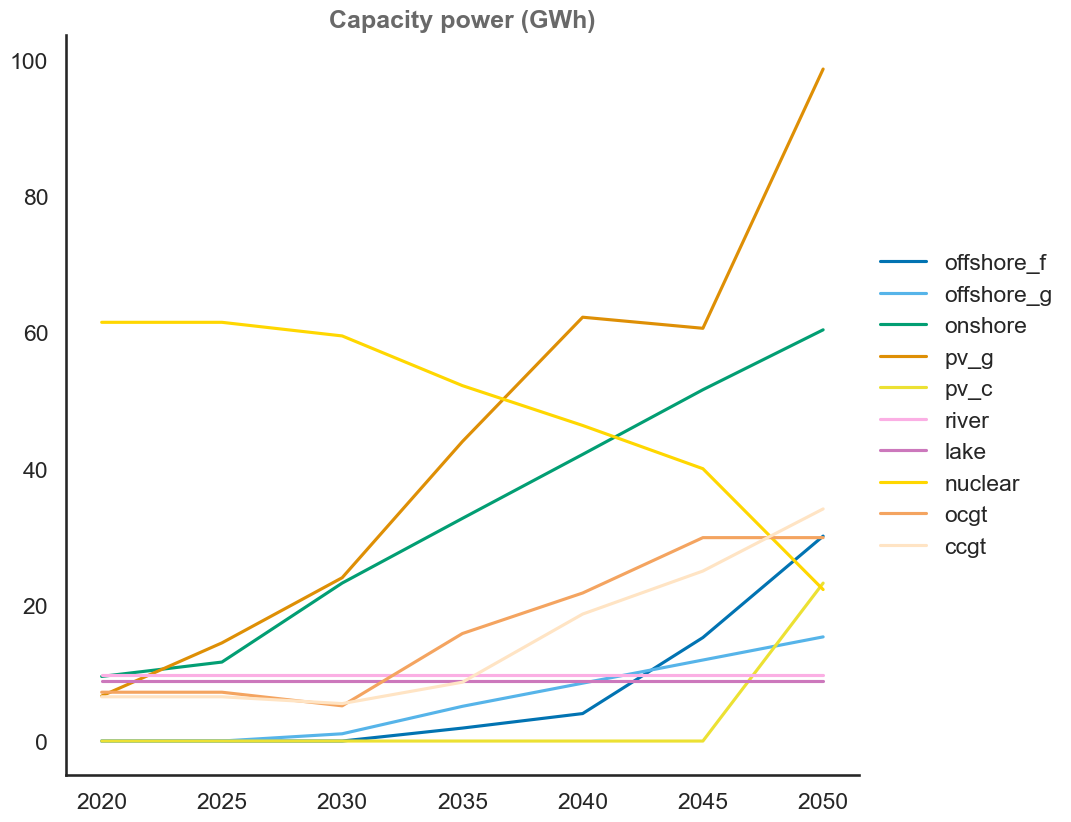 Capacity power (GWh)
100
80
60
40
20
0
2020 2025 2030 2035 2040 2045 2050
offshore_f
offshore_g
onshore
pv_g
pv_c
river
lake
nuclear
ocgt
ccgt